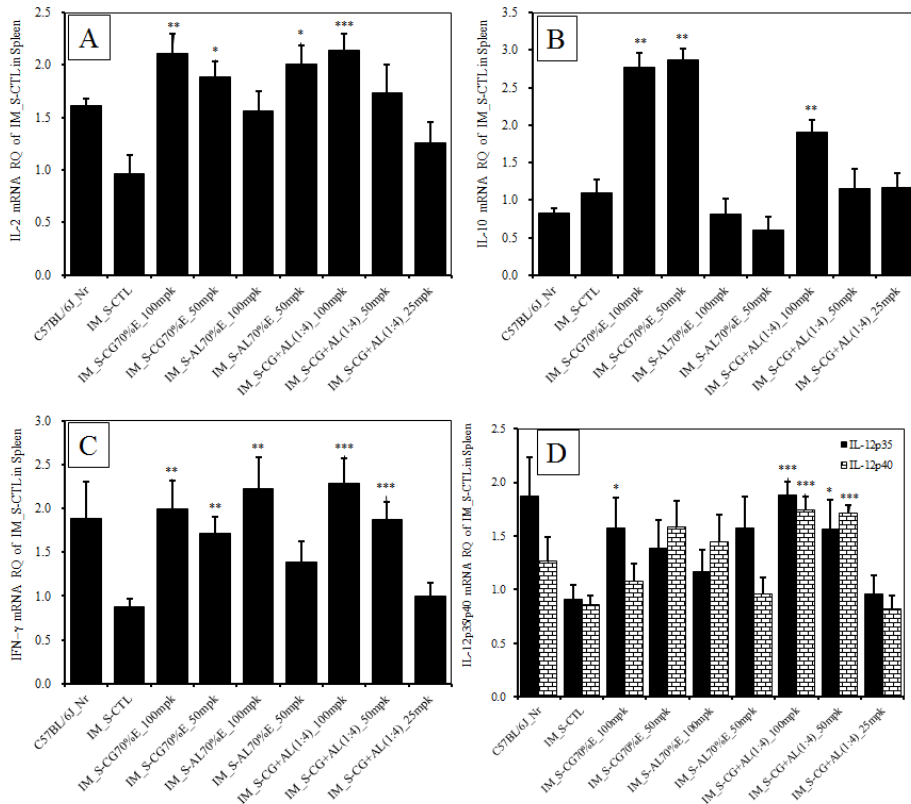 A
IL-2 mRNA RQ of IM_S-CTL in Spleen
2.5
2.0
1.5
1.0
0.5
0.0
** * * ***
C57BL/6J_Nr
IM_S-CTL
IM_S-CG70%E_100mpk
IM_S-CG70%E_50mpk
IM_S-AL70%E_100mpk
IM_S-AL70%E_50mpk
IM_S-CG+AL(1:4)_100mpk
IM_S-CG+AL(1:4)_50mpk
IM_S-CG+AL(1:4)_25mpk
B
IL-10 mRNA RQ of IM_S-CTL in Spleen
3.5
3.0
2.5
2.0
1.5
1.0
0.5
0.0
** ** **
C57BL/6J_Nr
IM_S-CTL
IM_S-CG70%E_100mpk
IM_S-CG70%E_50mpk
IM_S-AL70%E_100mpk
IM_S-AL70%E_50mpk
IM_S-CG+AL(1:4)_100mpk
IM_S-CG+AL(1:4)_50mpk
IM_S-CG+AL(1:4)_25mpk
C
IFN-γ mRNA RQ of IM_S-CTL in Spleen
3.0
2.5
2.0
1.5
1.0
0.5
0.0
** ** ** *** ***
C57BL/6J_Nr
IM_S-CTL
IM_S-CG70%E_100mpk
IM_S-CG70%E_50mpk
IM_S-AL70%E_100mpk
IM_S-AL70%E_50mpk
IM_S-CG+AL(1:4)_100mpk
IM_S-CG+AL(1:4)_50mpk
IM_S-CG+AL(1:4)_25mpk
D
IL-12p35
IL-12p40
IL-12p35/p40 mRNA RQ of IM_S-CTL in Spleen
2.5
2.0
1.5
1.0
0.5
0.0
* *** *** * ***
C57BL/6J_Nr
IM_S-CTL
IM_S-CG70%E_100mpk
IM_S-CG70%E_50mpk
IM_S-AL70%E_100mpk
IM_S-AL70%E_50mpk
IM_S-CG+AL(1:4)_100mpk
IM_S-CG+AL(1:4)_50mpk
IM_S-CG+AL(1:4)_25mpk